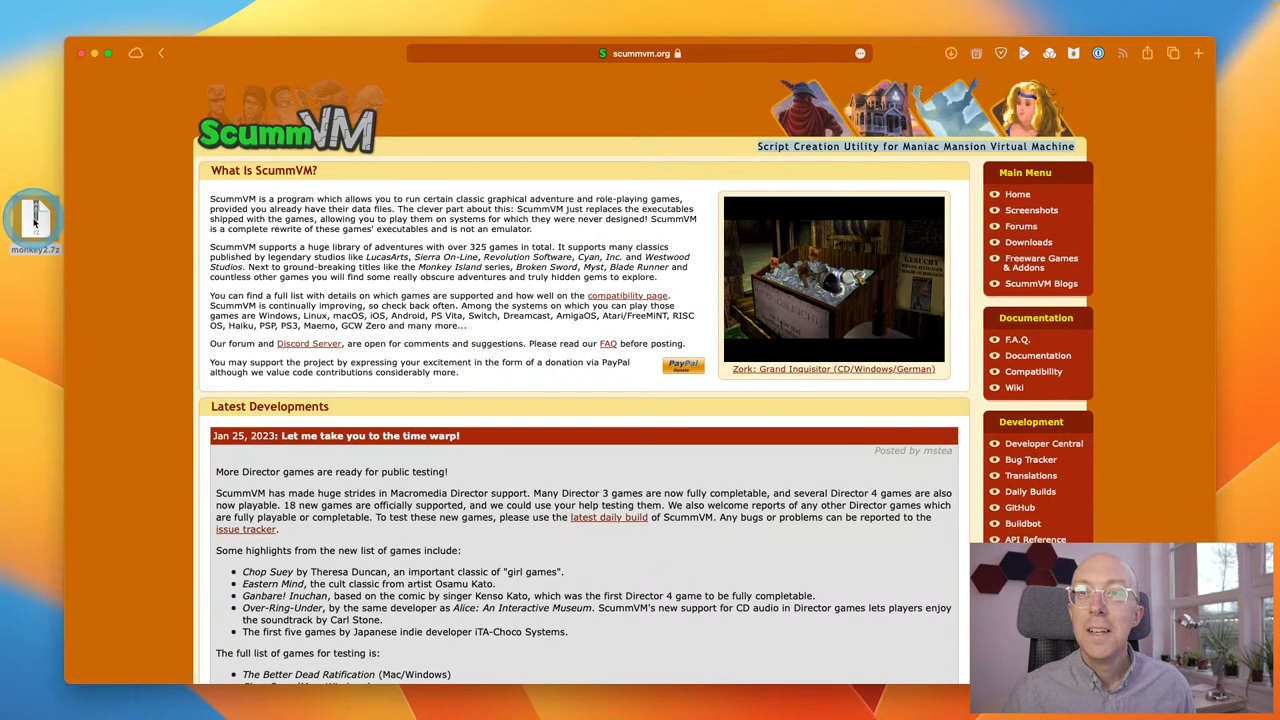 scummvm.org
ScummVM
Script Creation Utility for Maniac Mansion Virtual Machine
monkey2.7z
What Is ScummVM?
ScummVM is a program which allows you to run certain classic graphical adventure and role-playing games,
provided you already have their data files. The clever part about this: ScummVM just replaces the executables
shipped with the games, allowing you to play them on systems for which they were never designed! ScummVM
is a complete rewrite of these games' executables and is not an emulator.
ScummVM supports a huge library of adventures with over 325 games in total. It supports many classics
published by legendary studios like LucasArts, Sierra On-Line, Revolution Software, Cyan, Inc. and Westwood
Studios. Next to ground-breaking titles like the Monkey Island series, Broken Sword, Myst, Blade Runner and
countless other games you will find some really obscure adventures and truly hidden gems to explore.
You can find a full list with details on which games are supported and how well on the compatibility page.
ScummVM is continually improving, so check back often. Among the systems on which you can play those
games are Windows, Linux, macOS, iOS, Android, PS Vita, Switch, Dreamcast, AmigaOS, Atari/FreeMiNT, RISC
OS, Haiku, PSP, PS3, Maemo, GCW Zero and many more...
Our forum and Discord Server, are open for comments and suggestions. Please read our FAQ before posting.
You may support the project by expressing your excitement in the form of a donation via PayPal
although we value code contributions considerably more.
PayPal
Donate
GESUCHT
Zork: Grand Inquisitor (CD/Windows/German)
Latest Developments
Jan 25, 2023: Let me take you to the time warp!
Posted by mstea
More Director games are ready for public testing!
ScummVM has made huge strides in Macromedia Director support. Many Director 3 games are now fully completable, and several Director 4 games are also
now playable. 18 new games are officially supported, and we could use your help testing them. We also welcome reports of any other Director games which
are fully playable or completable. To test these new games, please use the latest daily build of ScummVM. Any bugs or problems can be reported to the
issue tracker.
Some highlights from the new list of games include:
Chop Suey by Theresa Duncan, an important classic of "girl games".
Eastern Mind, the cult classic from artist Osamu Kato.
Ganbare! Inuchan, based on the comic by singer Kenso Kato, which was the first Director 4 game to be fully completable.
Over-Ring-Under, by the same developer as Alice: An Interactive Museum. ScummVM's new support for CD audio in Director games lets players enjoy
the soundtrack by Carl Stone.
The first five games by Japanese indie developer iTA-Choco Systems.
The full list of games for testing is:
The Better Dead Ratification (Mac/Windows)
Main Menu
Home
Screenshots
Forums
Downloads
Freeware Games
& Addons
ScummVM Blogs
Documentation
F.A.Q.
Documentation
Compatibility
Wiki
Development
Developer Central
Bug Tracker
Translations
Daily Builds
GitHub
Buildbot
API Reference